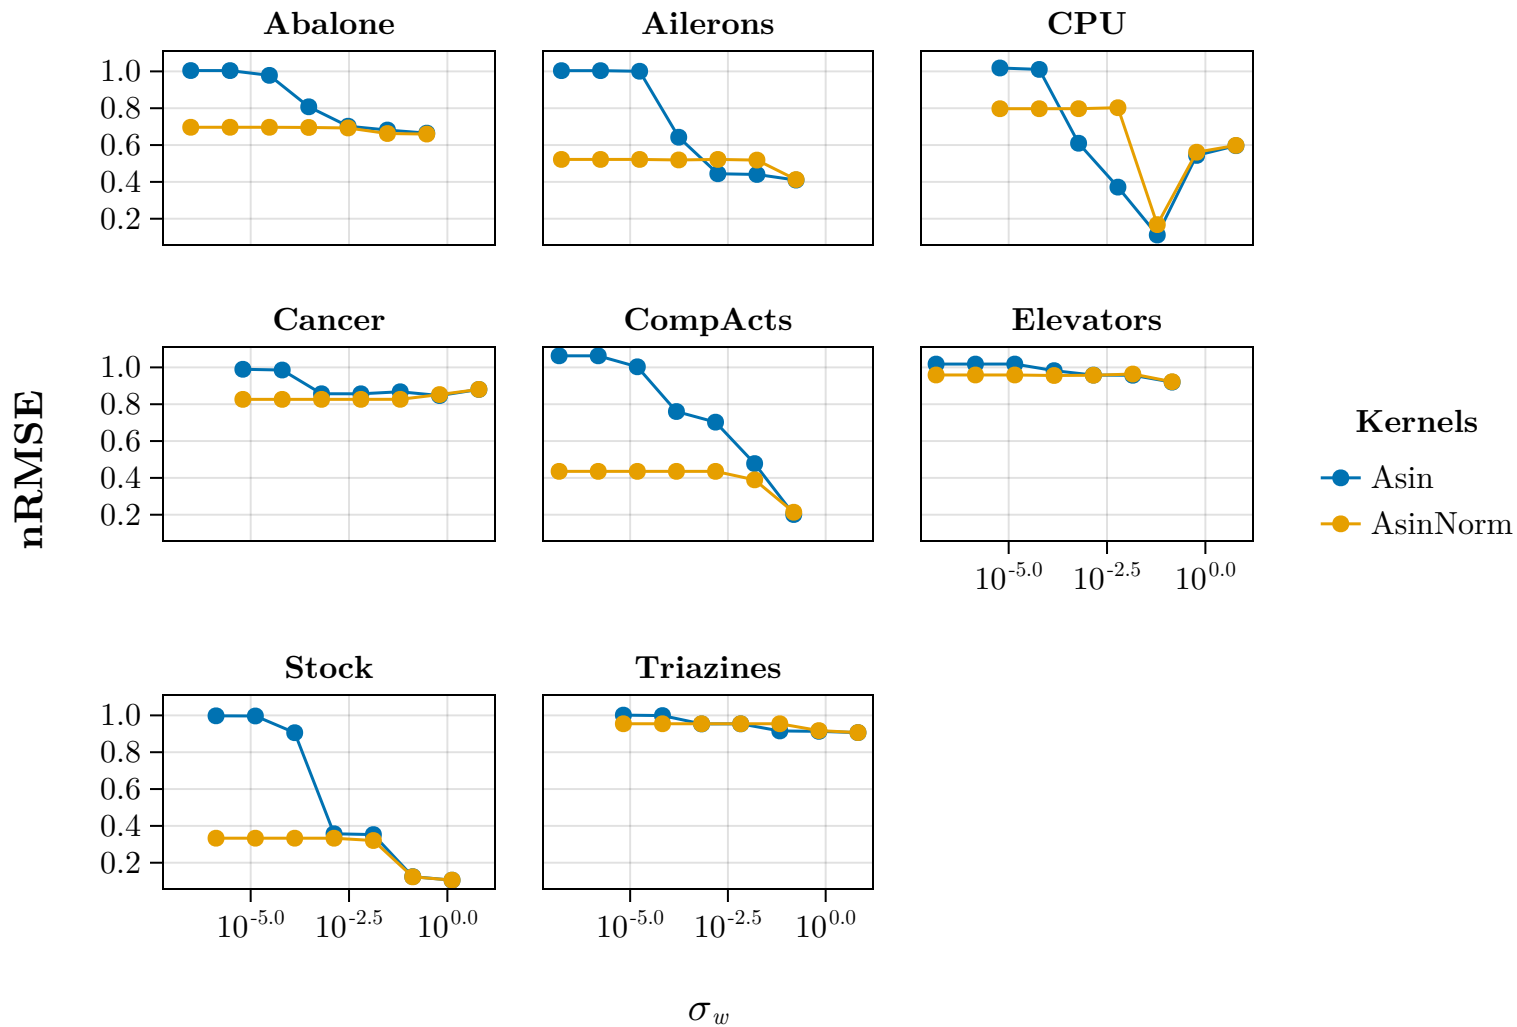 Abalone Ailerons CPU
1.0
0.8
0.6
0.4
0.2
Cancer CompActs Elevators
1.0
0.8
0.6
0.4
0.2
10^-5.0 10^-2.5 10^0.0
nRMSE
Kernels
Asin
AsinNorm
Stock Triazines
1.0
0.8
0.6
0.4
0.2
10^-5.0 10^-2.5 10^0.0 10^-5.0 10^-2.5 10^0.0
σ_w